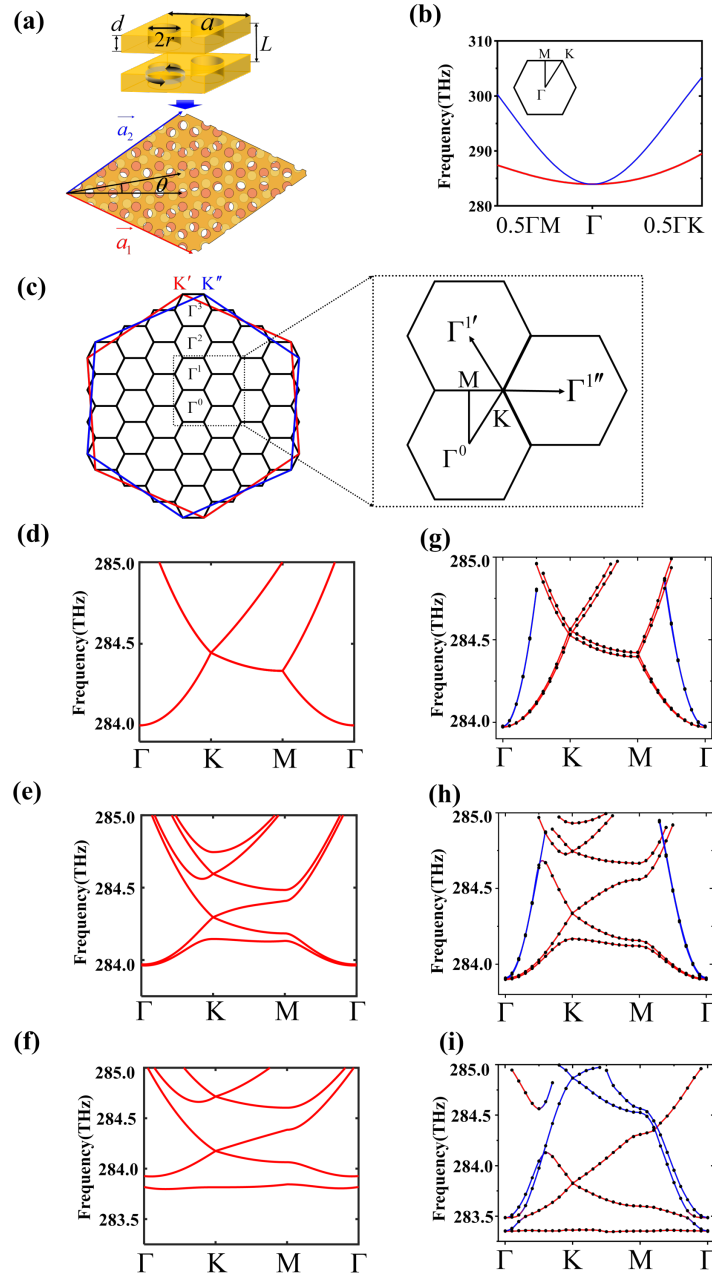 (a)
d
2r
a
L
a₂
θ
a₁
(b)
Frequency(THz)
310
300
290
280
M K
Γ
0.5ΓM Γ 0.5ΓK
(c)
K′ K″
Γ³
Γ²
Γ¹
Γ⁰
Γ¹′
M
Γ¹″
K
Γ⁰
(d)
Frequency(THz)
285.0
284.5
284.0
Γ K M Γ
(g)
Frequency(THz)
285.0
284.5
284.0
Γ K M Γ
(e)
Frequency(THz)
285.0
284.5
284.0
Γ K M Γ
(h)
Frequency(THz)
285.0
284.5
284.0
Γ K M Γ
(f)
Frequency(THz)
285.0
284.5
284.0
283.5
Γ K M Γ
(i)
Frequency(THz)
285.0
284.5
284.0
283.5
Γ K M Γ